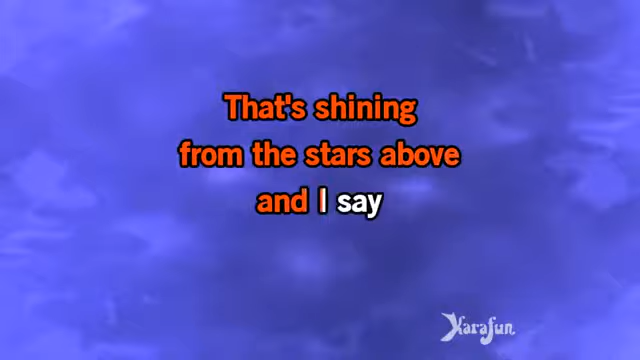 That's shining
from the stars above
and I say
Karafun